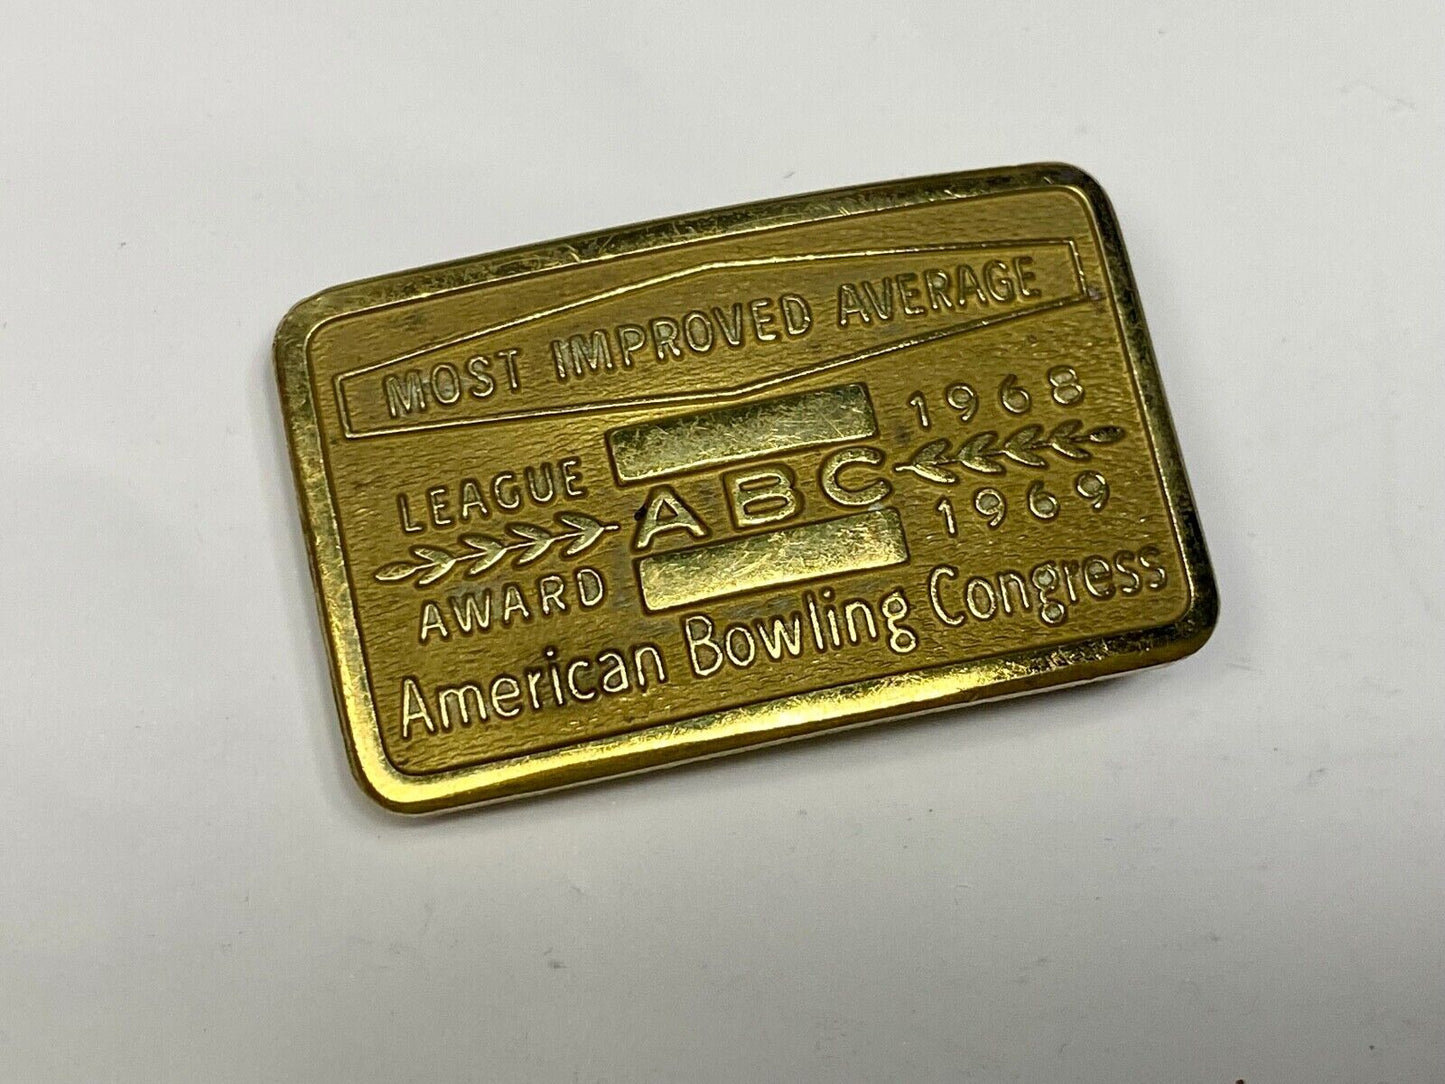 MOST IMPROVED AVERAGE
LEAGUE
AWARD
ABC
1968
1969
American Bowling Congress